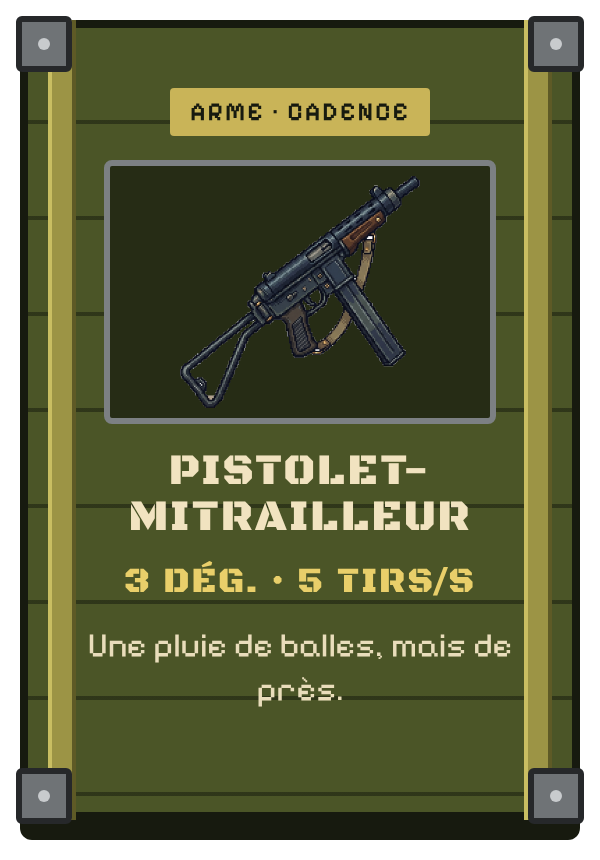 ARME · CADENCE
PISTOLET-
MITRAILLEUR
3 DÉG. • 5 TIRS/S
Une pluie de balles, mais de
près.